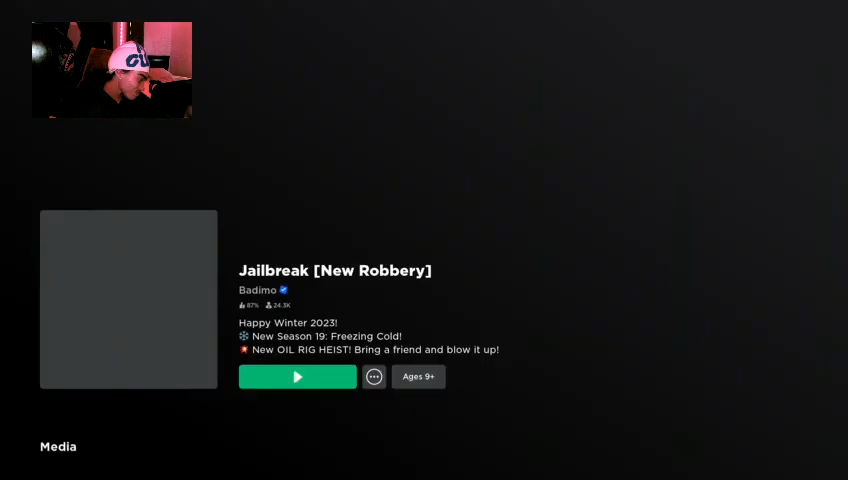 Jailbreak [New Robbery]
Badimo
87% 24.3K
Happy Winter 2023!
❄️ New Season 19: Freezing Cold!
💥 New OIL RIG HEIST! Bring a friend and blow it up!
Ages 9+
Media